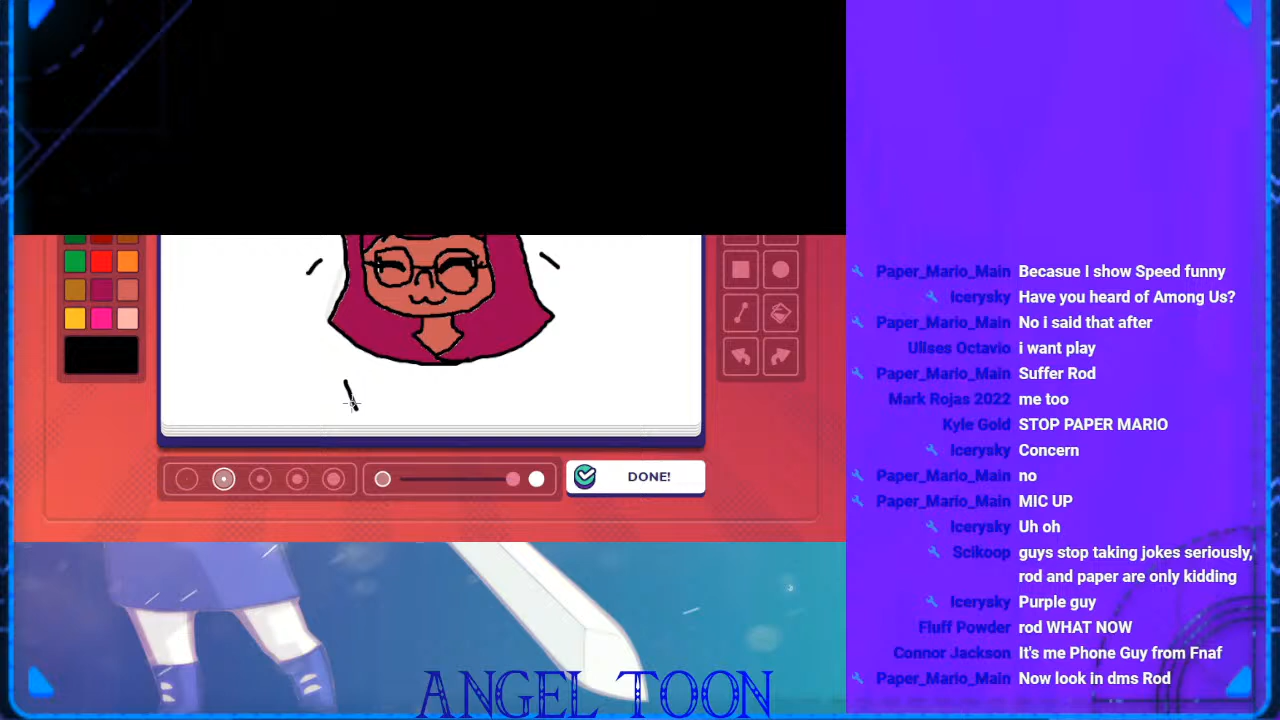 Paper_Mario_Main Becasue I show Speed funny
Icerysky Have you heard of Among Us?
Paper_Mario_Main No i said that after
Ulises Octavio i want play
Paper_Mario_Main Suffer Rod
Mark Rojas 2022 me too
Kyle Gold STOP PAPER MARIO
Icerysky Concern
Paper_Mario_Main no
Paper_Mario_Main MIC UP
Icerysky Uh oh
Scikoop guys stop taking jokes seriously,
rod and paper are only kidding
Icerysky Purple guy
Fluff Powder rod WHAT NOW
Connor Jackson It's me Phone Guy from Fnaf
Paper_Mario_Main Now look in dms Rod
DONE!
ANGEL TOON